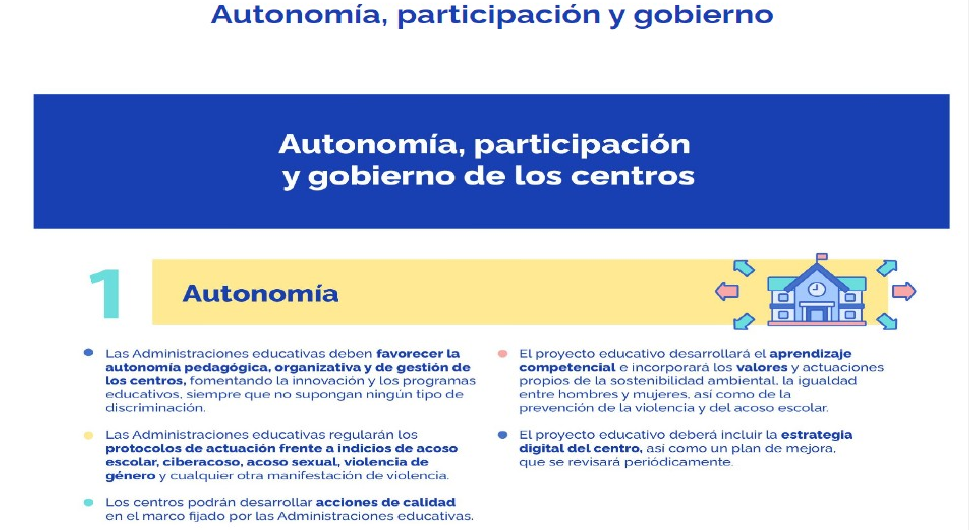 Autonomía, participación y gobierno
Autonomía, participación
y gobierno de los centros
1
Autonomía
Las Administraciones educativas deben favorecer la
autonomía pedagógica, organizativa y de gestión de
los centros, fomentando la innovación y los programas
educativos, siempre que no supongan ningún tipo de
discriminación.
Las Administraciones educativas regularán los
protocolos de actuación frente a indicios de acoso
escolar, ciberacoso, acoso sexual, violencia de
género y cualquier otra manifestación de violencia.
Los centros podrán desarrollar acciones de calidad
en el marco fijado por las Administraciones educativas.
El proyecto educativo desarrollará el aprendizaje
competencial e incorporará los valores y actuaciones
propios de la sostenibilidad ambiental, la igualdad
entre hombres y mujeres, así como de la
prevención de la violencia y del acoso escolar.
El proyecto educativo deberá incluir la estrategia
digital del centro, así como un plan de mejora,
que se revisará periódicamente.